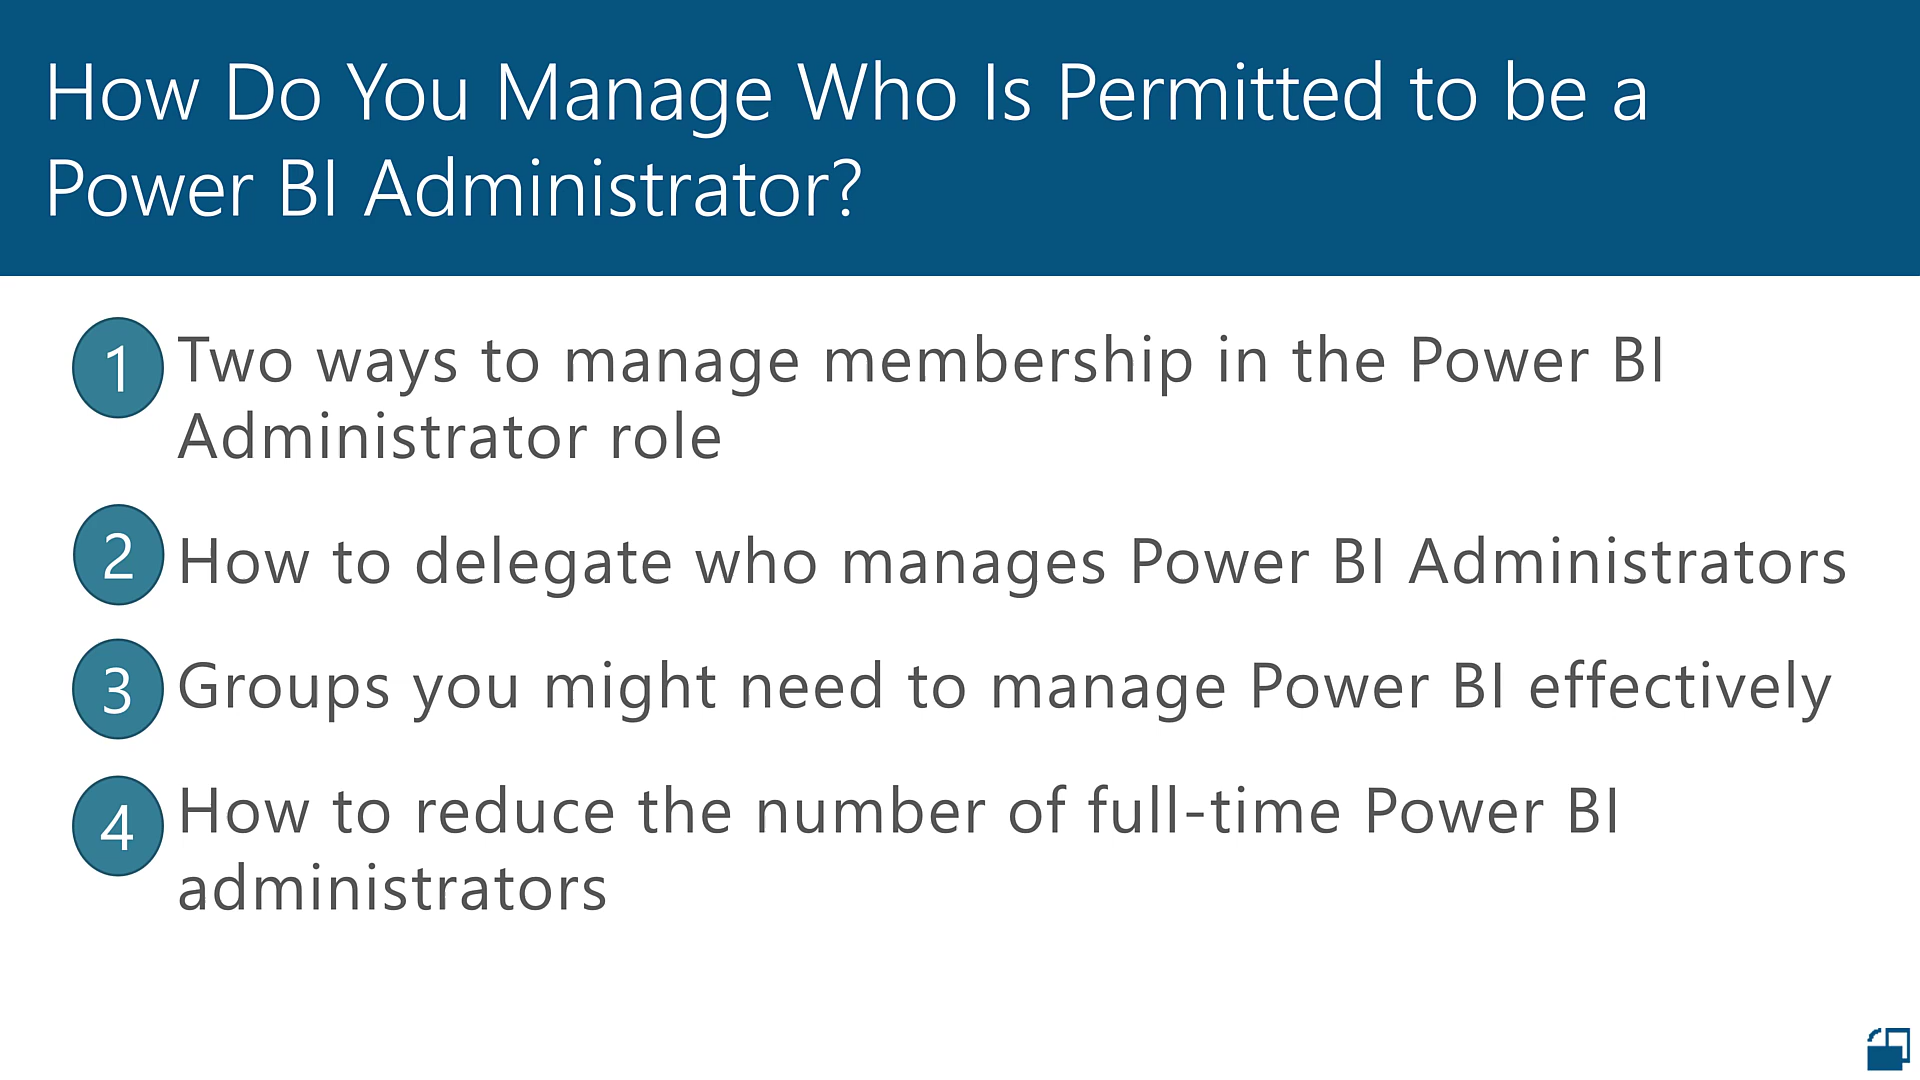 How Do You Manage Who Is Permitted to be a
Power BI Administrator?
1 Two ways to manage membership in the Power BI
Administrator role
2 How to delegate who manages Power BI Administrators
3 Groups you might need to manage Power BI effectively
4 How to reduce the number of full-time Power BI
administrators